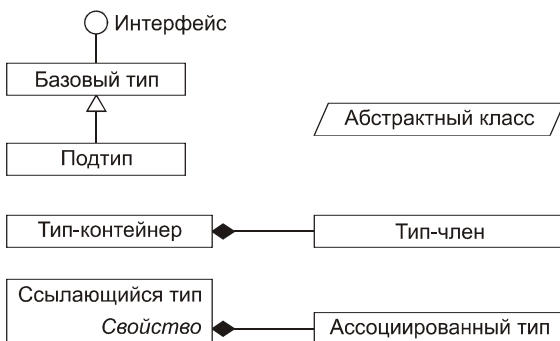 Интерфейс
Базовый тип
Абстрактный класс
Подтип
Тип-контейнер
Тип-член
Ссылающийся тип
Свойство
Ассоциированный тип